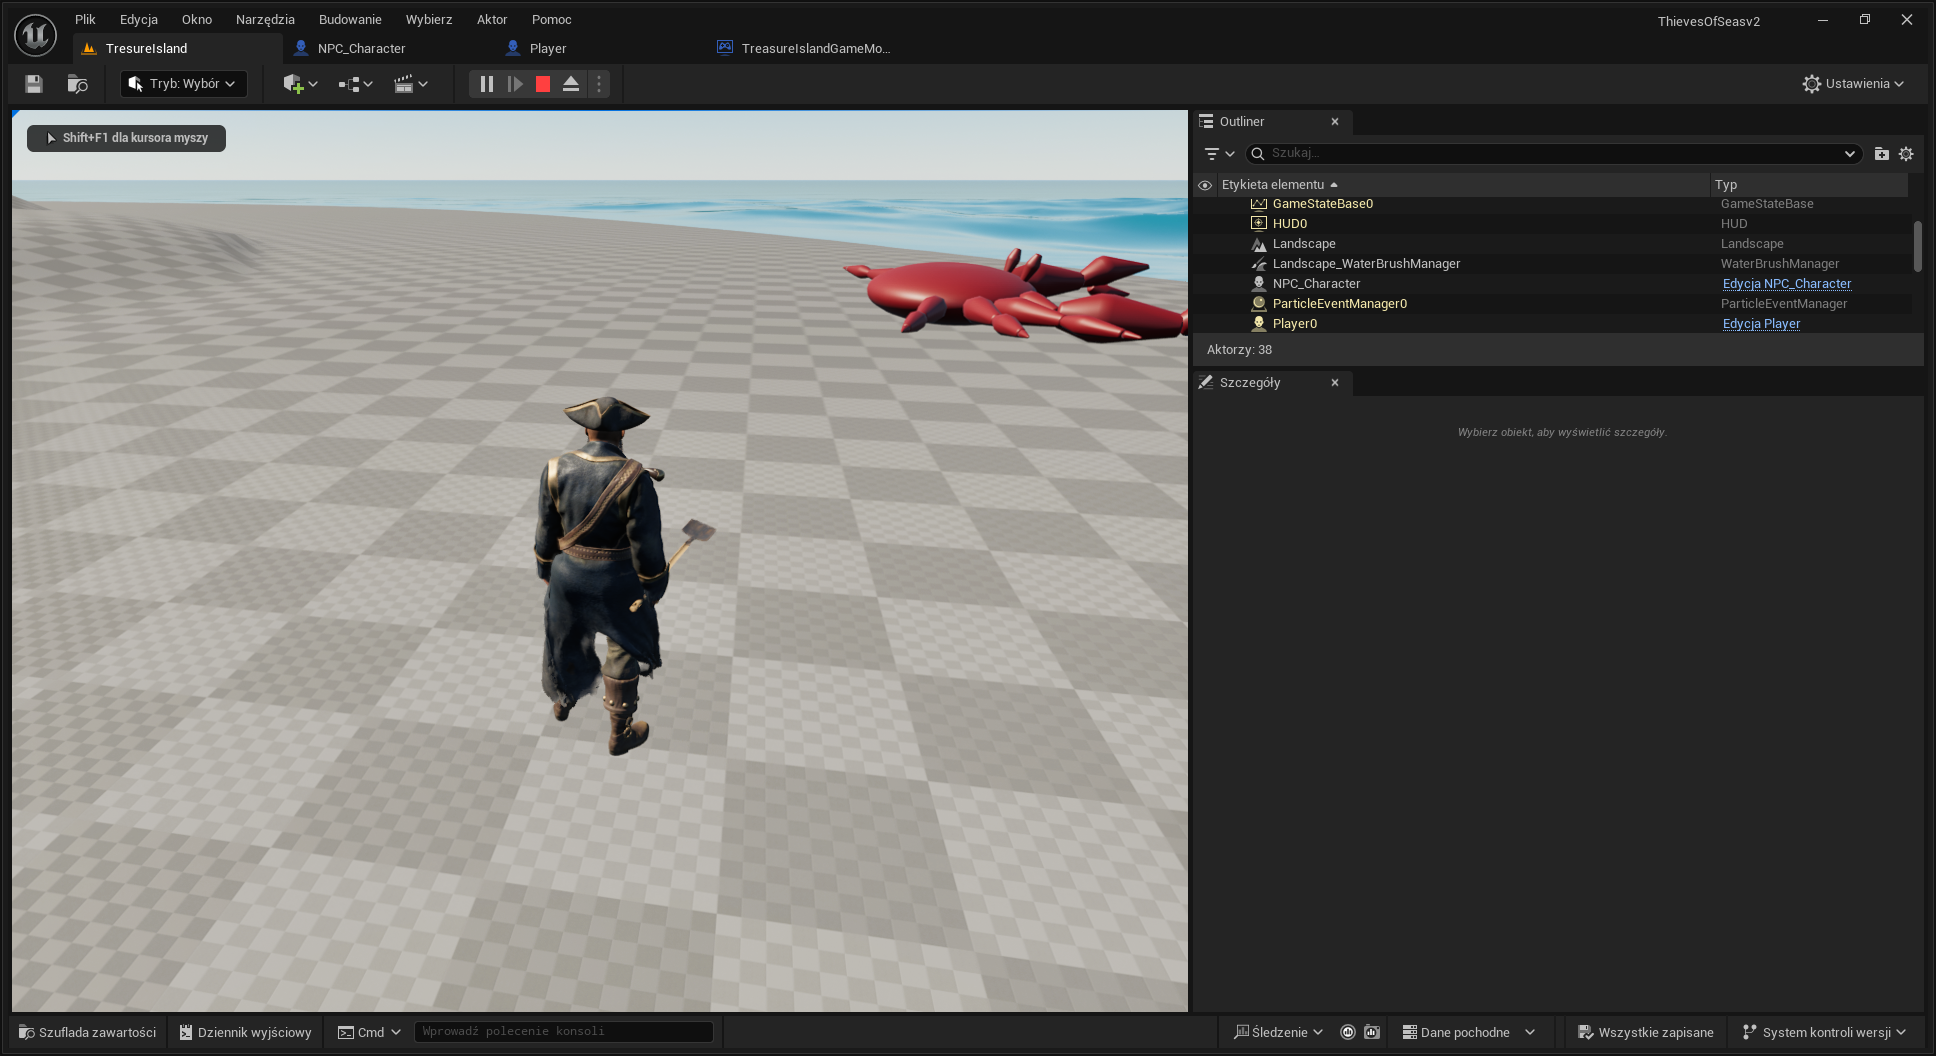 Plik Edycja Okno Narzędzia Budowanie Wybierz Aktor Pomoc ThievesOfSeasv2
TresureIsland NPC_Character Player TreasureIslandGameMo...
Tryb: Wybór Ustawienia
Shift+F1 dla kursora myszy
Outliner
Szukaj...
Etykieta elementu Typ
GameStateBase0 GameStateBase
HUD0 HUD
Landscape Landscape
Landscape_WaterBrushManager WaterBrushManager
NPC_Character Edycja NPC_Character
ParticleEventManager0 ParticleEventManager
Player0 Edycja Player
Aktorzy: 38
Szczegóły
Wybierz obiekt, aby wyświetlić szczegóły.
Szuflada zawartości Dziennik wyjściowy Cmd Wprowadź polecenie konsoli Śledzenie Dane pochodne Wszystkie zapisane System kontroli wersji